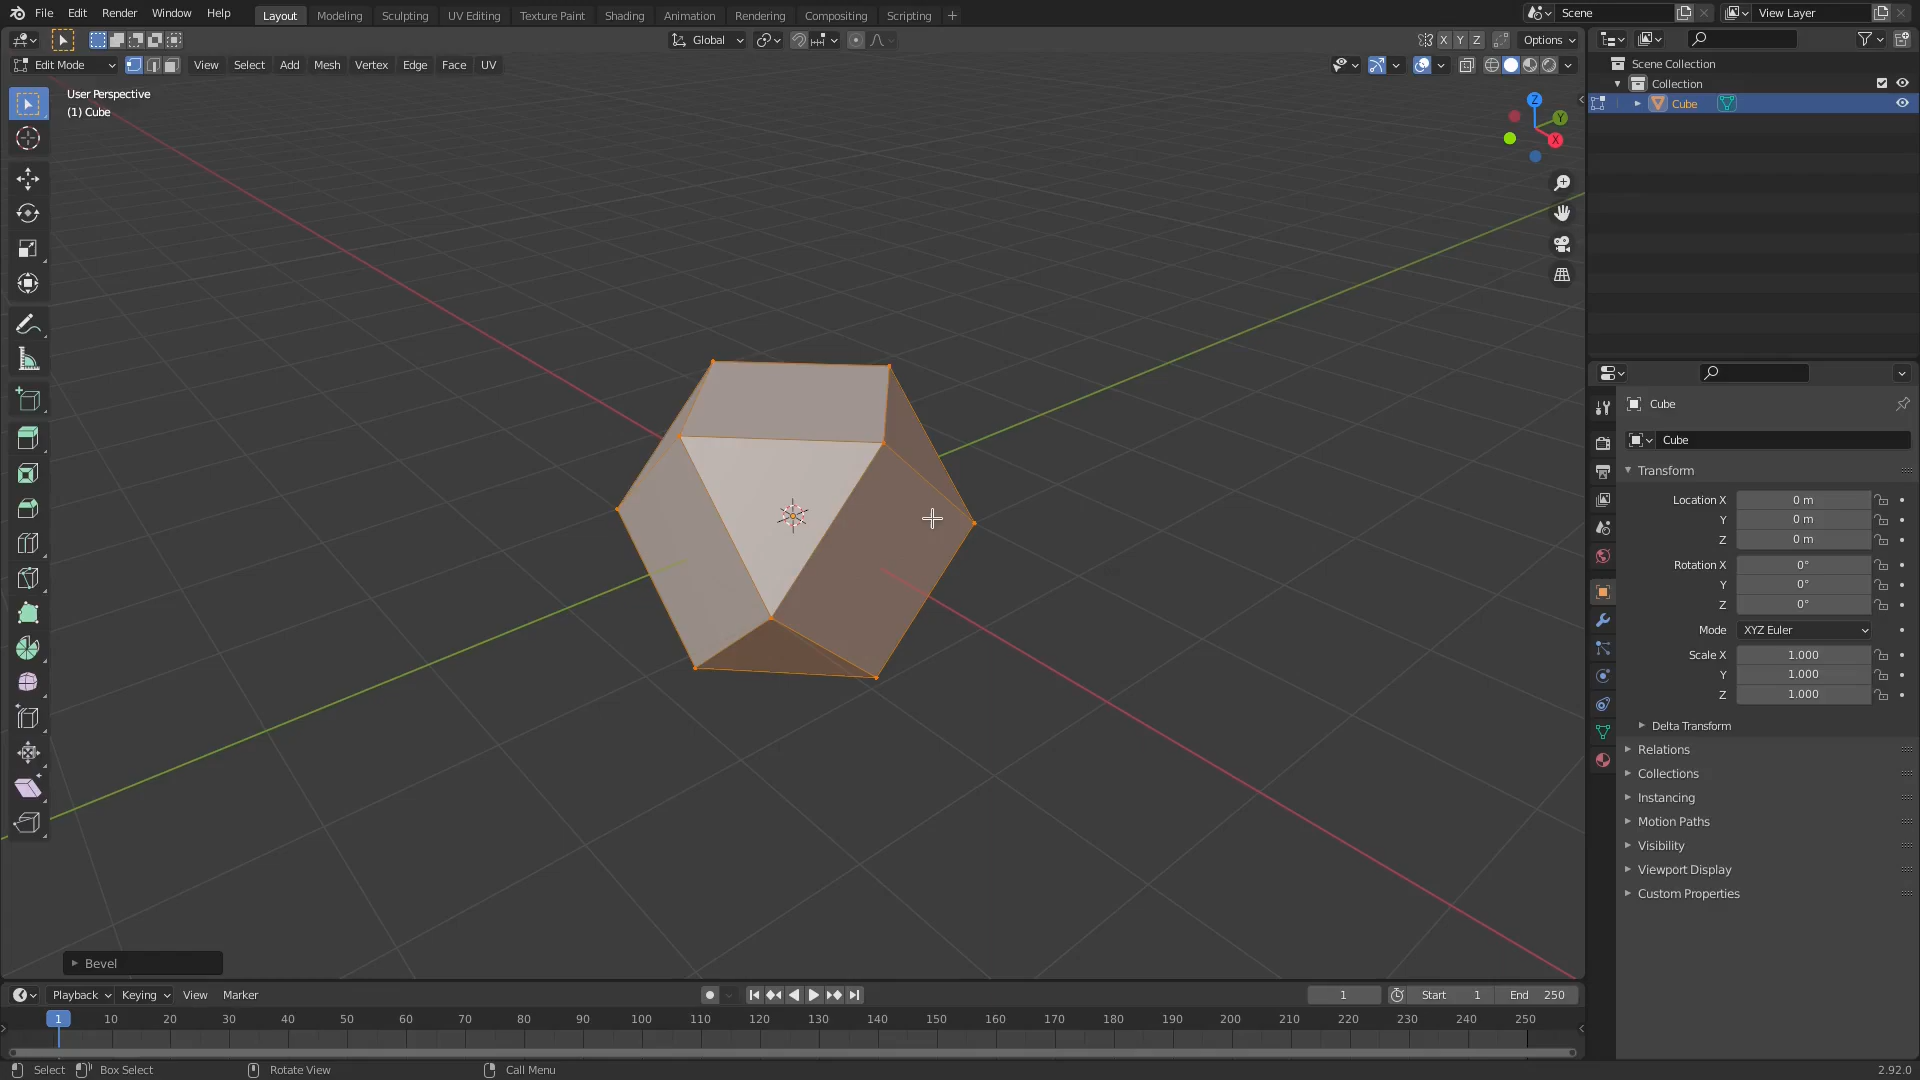 File Edit Render Window Help Layout Modeling Sculpting UV Editing Texture Paint Shading Animation Rendering Compositing Scripting + Scene View Layer
Global X Y Z Options
Edit Mode View Select Add Mesh Vertex Edge Face UV
User Perspective
(1) Cube
Z
Y
X
Scene Collection
Collection
Cube
Cube
Cube
Transform
Location X 0 m
Y 0 m
Z 0 m
Rotation X 0°
Y 0°
Z 0°
Mode XYZ Euler
Scale X 1.000
Y 1.000
Z 1.000
Delta Transform
Relations
Collections
Instancing
Motion Paths
Visibility
Viewport Display
Custom Properties
Bevel
Playback Keying View Marker 1 Start 1 End 250
1 10 20 30 40 50 60 70 80 90 100 110 120 130 140 150 160 170 180 190 200 210 220 230 240 250
Select Box Select Rotate View Call Menu 2.92.0